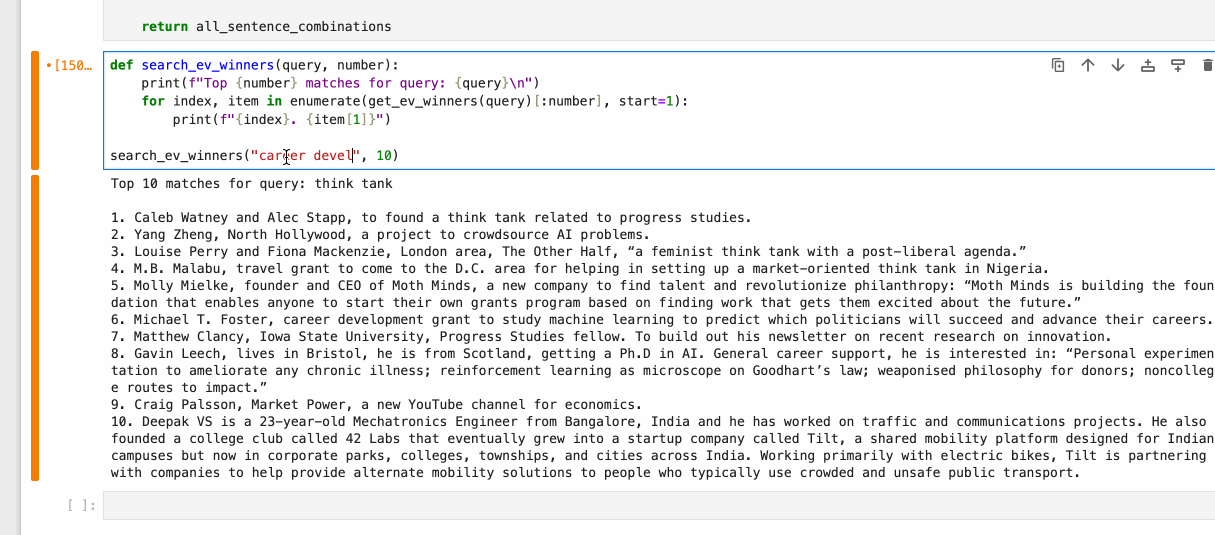 return all_sentence_combinations
•[150…
def search_ev_winners(query, number):
print(f"Top {number} matches for query: {query}\n")
for index, item in enumerate(get_ev_winners(query)[:number], start=1):
print(f"{index}. {item[1]}")
search_ev_winners("career devel", 10)
Top 10 matches for query: think tank
1. Caleb Watney and Alec Stapp, to found a think tank related to progress studies.
2. Yang Zheng, North Hollywood, a project to crowdsource AI problems.
3. Louise Perry and Fiona Mackenzie, London area, The Other Half, “a feminist think tank with a post-liberal agenda.”
4. M.B. Malabu, travel grant to come to the D.C. area for helping in setting up a market-oriented think tank in Nigeria.
5. Molly Mielke, founder and CEO of Moth Minds, a new company to find talent and revolutionize philanthropy: “Moth Minds is building the foun
dation that enables anyone to start their own grants program based on finding work that gets them excited about the future.”
6. Michael T. Foster, career development grant to study machine learning to predict which politicians will succeed and advance their careers.
7. Matthew Clancy, Iowa State University, Progress Studies fellow. To build out his newsletter on recent research on innovation.
8. Gavin Leech, lives in Bristol, he is from Scotland, getting a Ph.D in AI. General career support, he is interested in: “Personal experimen
tation to ameliorate any chronic illness; reinforcement learning as microscope on Goodhart’s law; weaponised philosophy for donors; noncolleg
e routes to impact.”
9. Craig Palsson, Market Power, a new YouTube channel for economics.
10. Deepak VS is a 23-year-old Mechatronics Engineer from Bangalore, India and he has worked on traffic and communications projects. He also
founded a college club called 42 Labs that eventually grew into a startup company called Tilt, a shared mobility platform designed for Indian
campuses but now in corporate parks, colleges, townships, and cities across India. Working primarily with electric bikes, Tilt is partnering
with companies to help provide alternate mobility solutions to people who typically use crowded and unsafe public transport.
[ ]: